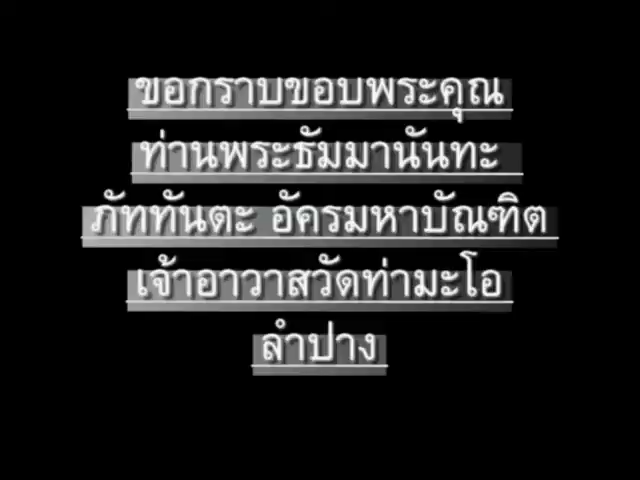 ขอกราบขอบพระคุณ
ท่านพระธัมมานันทะ
ภัททันตะ อัครมหาบัณฑิต
เจ้าอาวาสวัดท่ามะโอ
ลำปาง